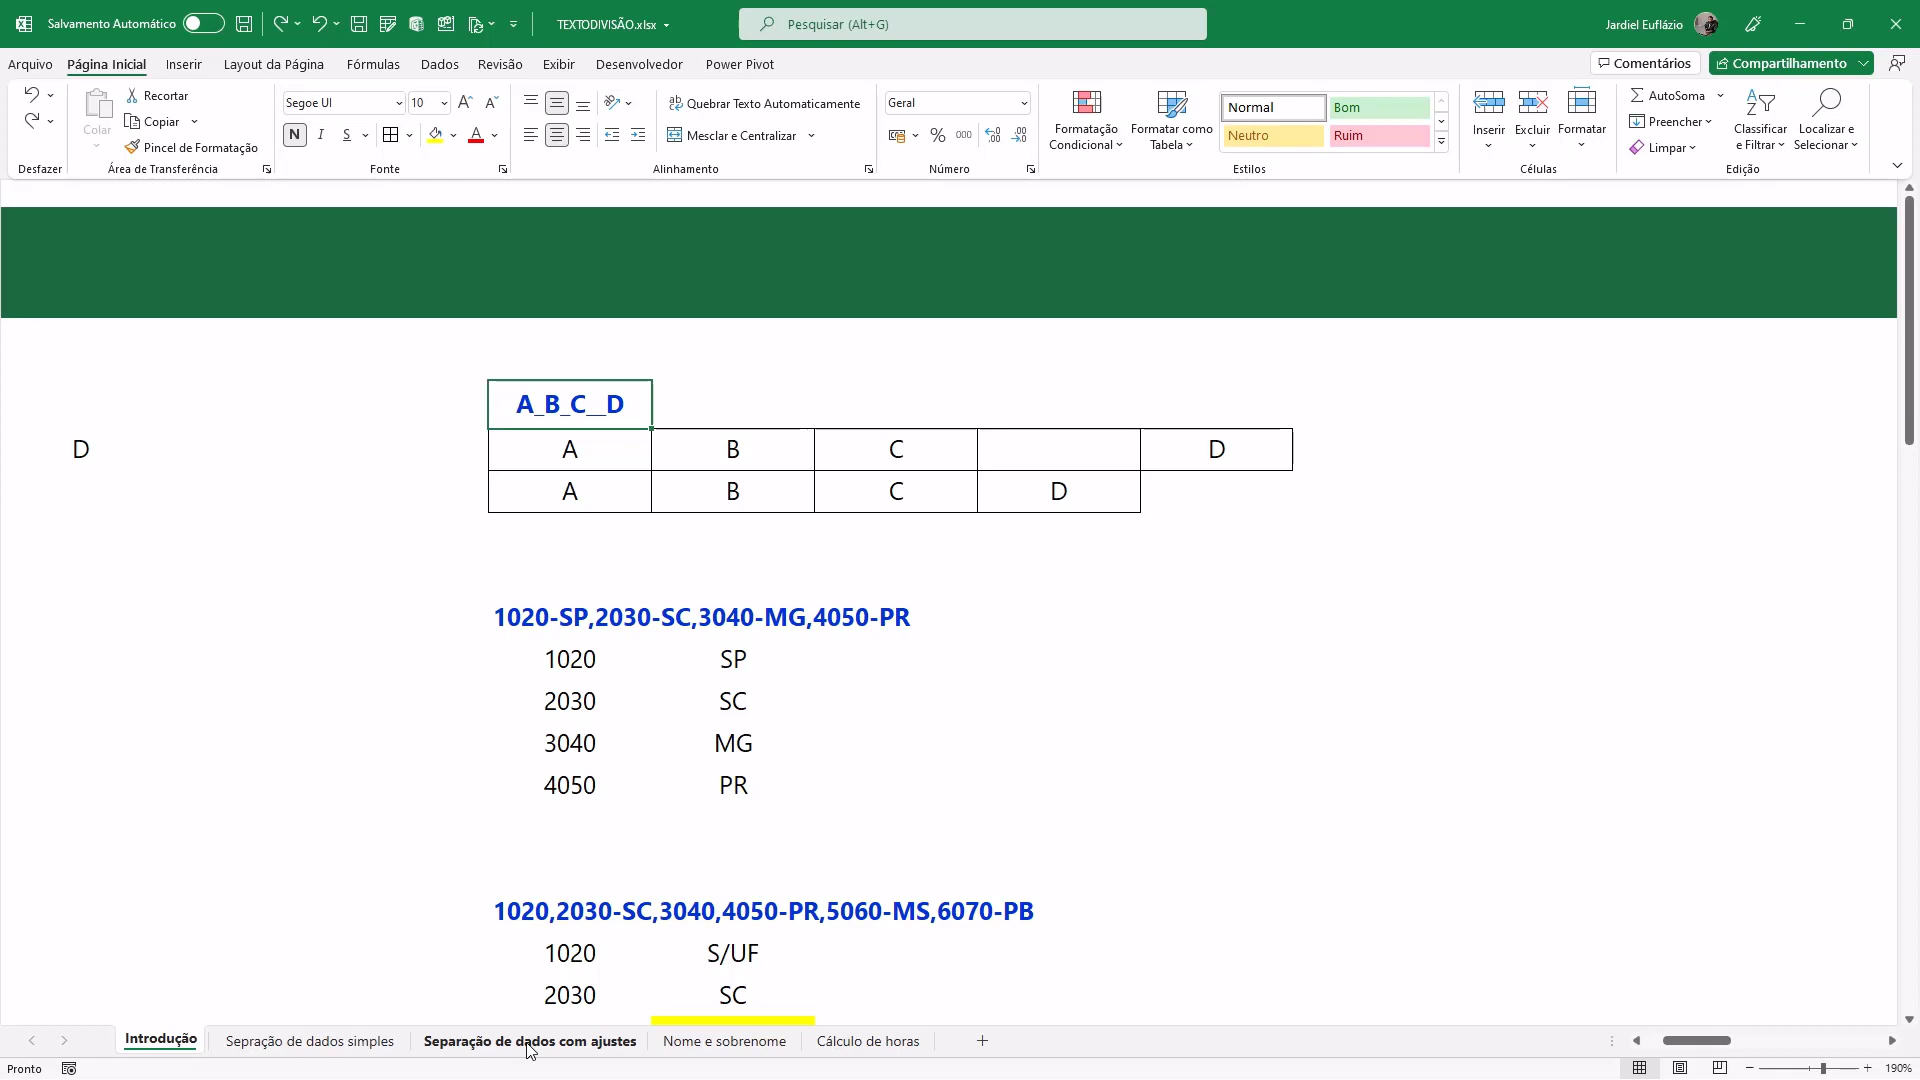 Salvamento Automático
TEXTODIVISÃO.xlsx
Pesquisar (Alt+G)
Jardiel Euflázio
Arquivo
Página Inicial
Inserir
Layout da Página
Fórmulas
Dados
Revisão
Exibir
Desenvolvedor
Power Pivot
Comentários
Compartilhamento
Colar
Recortar
Copiar
Pincel de Formatação
Segoe UI
10
N I S
Quebrar Texto Automaticamente
Mesclar e Centralizar
Geral
% 000
Formatação Condicional
Formatar como Tabela
Normal
Bom
Neutro
Ruim
Inserir
Excluir
Formatar
AutoSoma
Preencher
Limpar
Classificar e Filtrar
Localizar e Selecionar
Desfazer
Área de Transferência
Fonte
Alinhamento
Número
Estilos
Células
Edição
A_B_C__D
D A B C D
A B C D
1020-SP,2030-SC,3040-MG,4050-PR
1020 SP
2030 SC
3040 MG
4050 PR
1020,2030-SC,3040,4050-PR,5060-MS,6070-PB
1020 S/UF
2030 SC
Introdução
Sepração de dados simples
Separação de dados com ajustes
Nome e sobrenome
Cálculo de horas
Pronto
190%